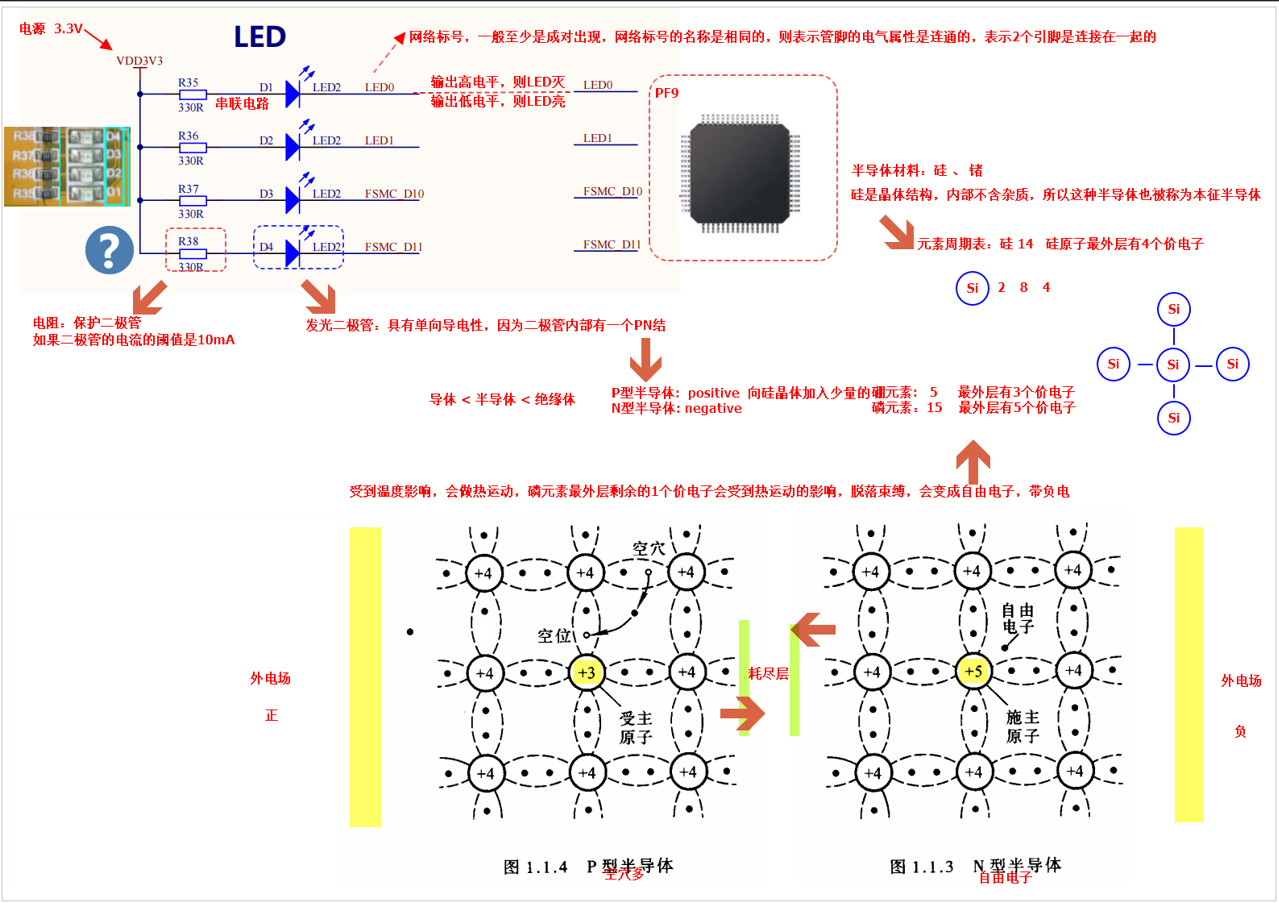 电源 3.3V
LED
网络标号，一般至少是成对出现，网络标号的名称是相同的，则表示管脚的电气属性是连通的，表示2个引脚是连接在一起的
VDD3V3
R35
D1
LED2
LED0
输出高电平，则LED灭
LED0
330R
串联电路
输出低电平，则LED亮
PF9
R36
D2
LED2
LED1
LED1
330R
R38
D4
R37
D3
R36
D2
R35
D1
R37
D3
LED2
FSMC_D10
FSMC_D10
330R
R38
D4
LED2
FSMC_D11
FSMC_D11
330R
?
半导体材料：硅 、 锗
硅是晶体结构，内部不含杂质，所以这种半导体也被称为本征半导体
元素周期表：硅 14 硅原子最外层有4个价电子
Si 2 8 4
Si
Si
Si
Si
Si
电阻：保护二极管
如果二极管的电流的阈值是10mA
发光二极管：具有单向导电性，因为二极管内部有一个PN结
导体 < 半导体 < 绝缘体
P型半导体： positive 向硅晶体加入少量的硼元素： 5 最外层有3个价电子
N型半导体: negative
磷元素：15 最外层有5个价电子
受到温度影响，会做热运动，磷元素最外层剩余的1个价电子会受到热运动的影响，脱落束缚，会变成自由电子，带负电
外电场
正
+4
+4
空穴
+4
空位
+4
+3
+4
受主
原子
+4
+4
+4
耗尽层
+4
+4
+4
自由
电子
+4
+5
+4
施主
原子
+4
+4
+4
外电场
负
图 1.1.4 P 型半导体
空穴多
图 1.1.3 N 型半导体
自由电子